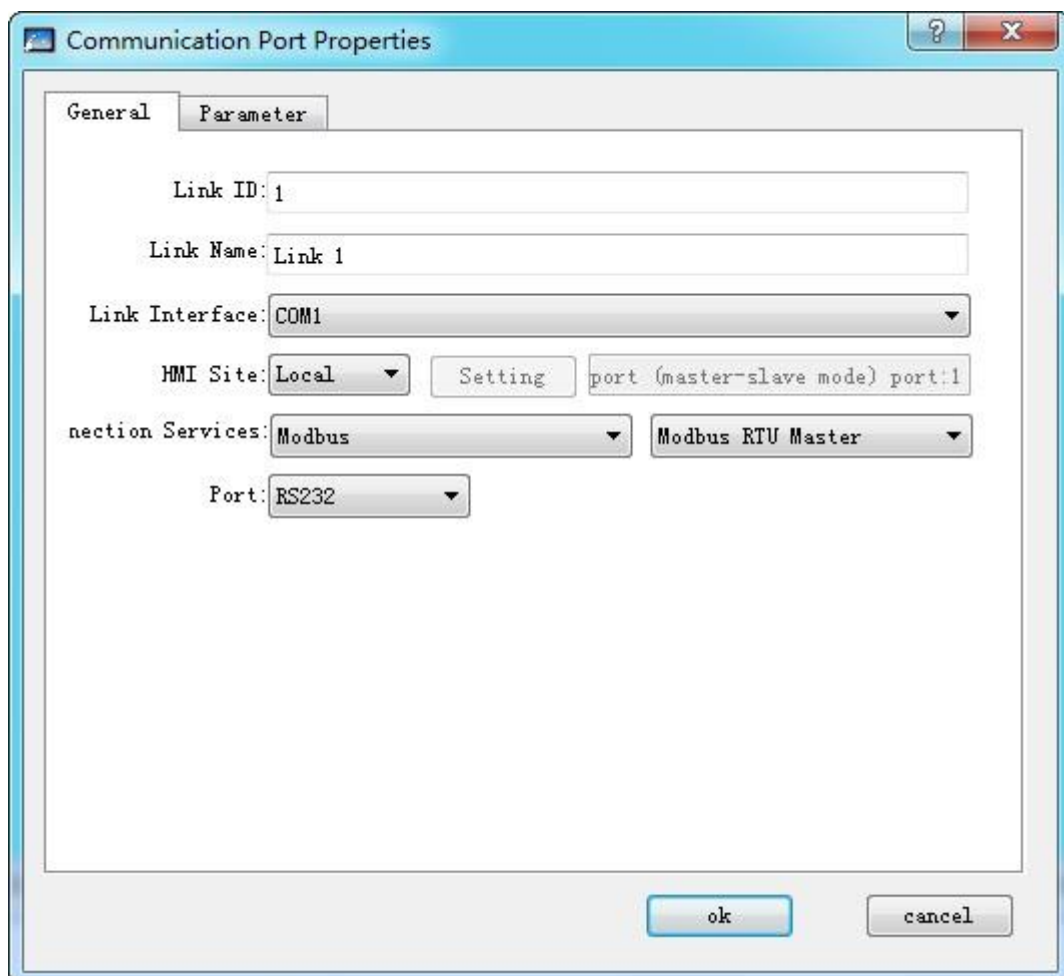 Communication Port Properties
General Parameter
Link ID: 1
Link Name: Link 1
Link Interface: COM1
HMI Site: Local Setting port (master-slave mode) port:1
nection Services: Modbus Modbus RTU Master
Port: RS232
ok cancel